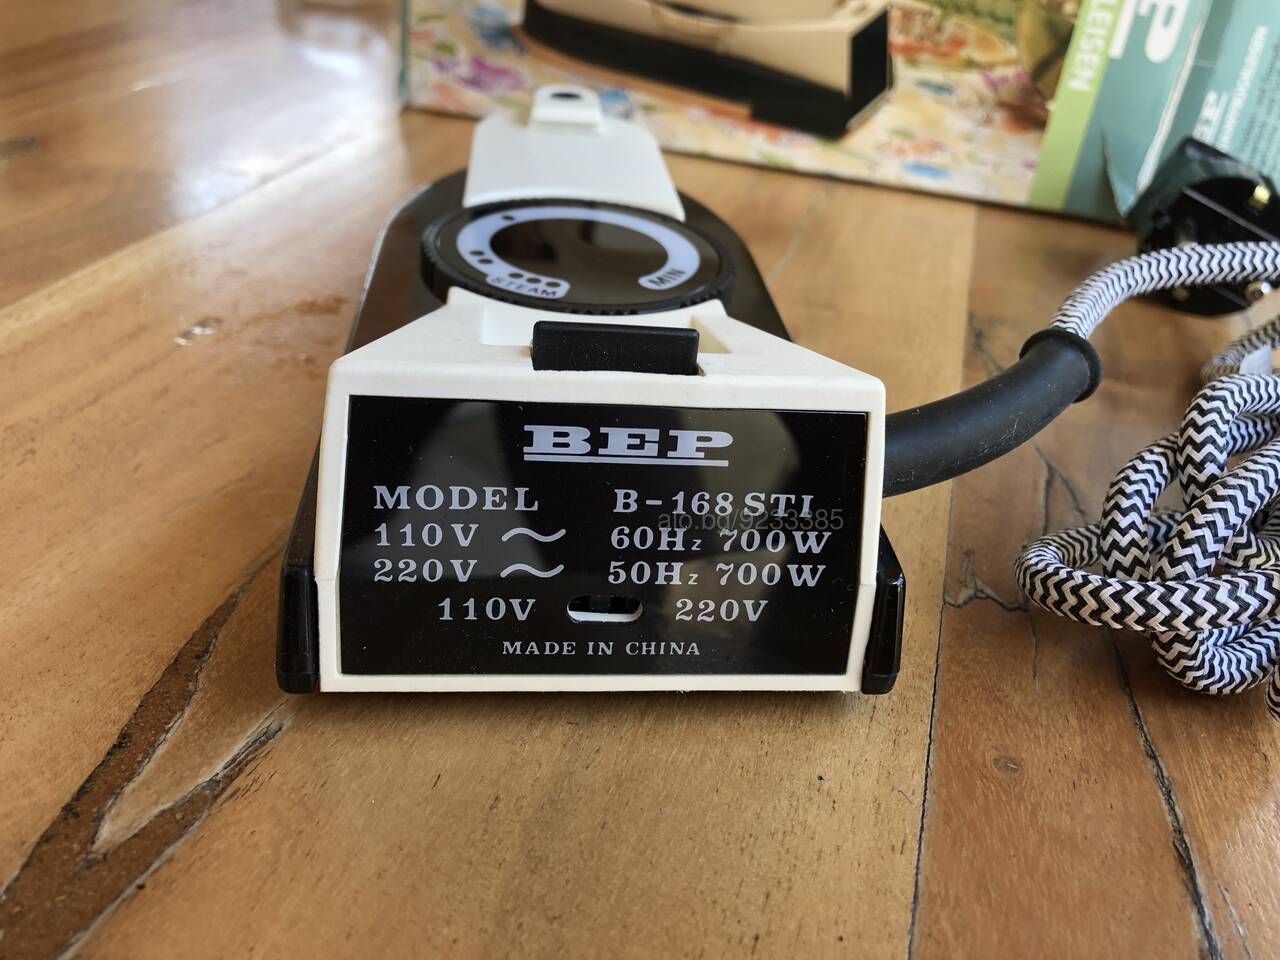 P
LEISEN
STEAM
MIN
BEP
MODEL B-168 STI
alo.bg/9233385
110V ~ 60Hz 700W
220V ~ 50Hz 700W
110V 220V
MADE IN CHINA